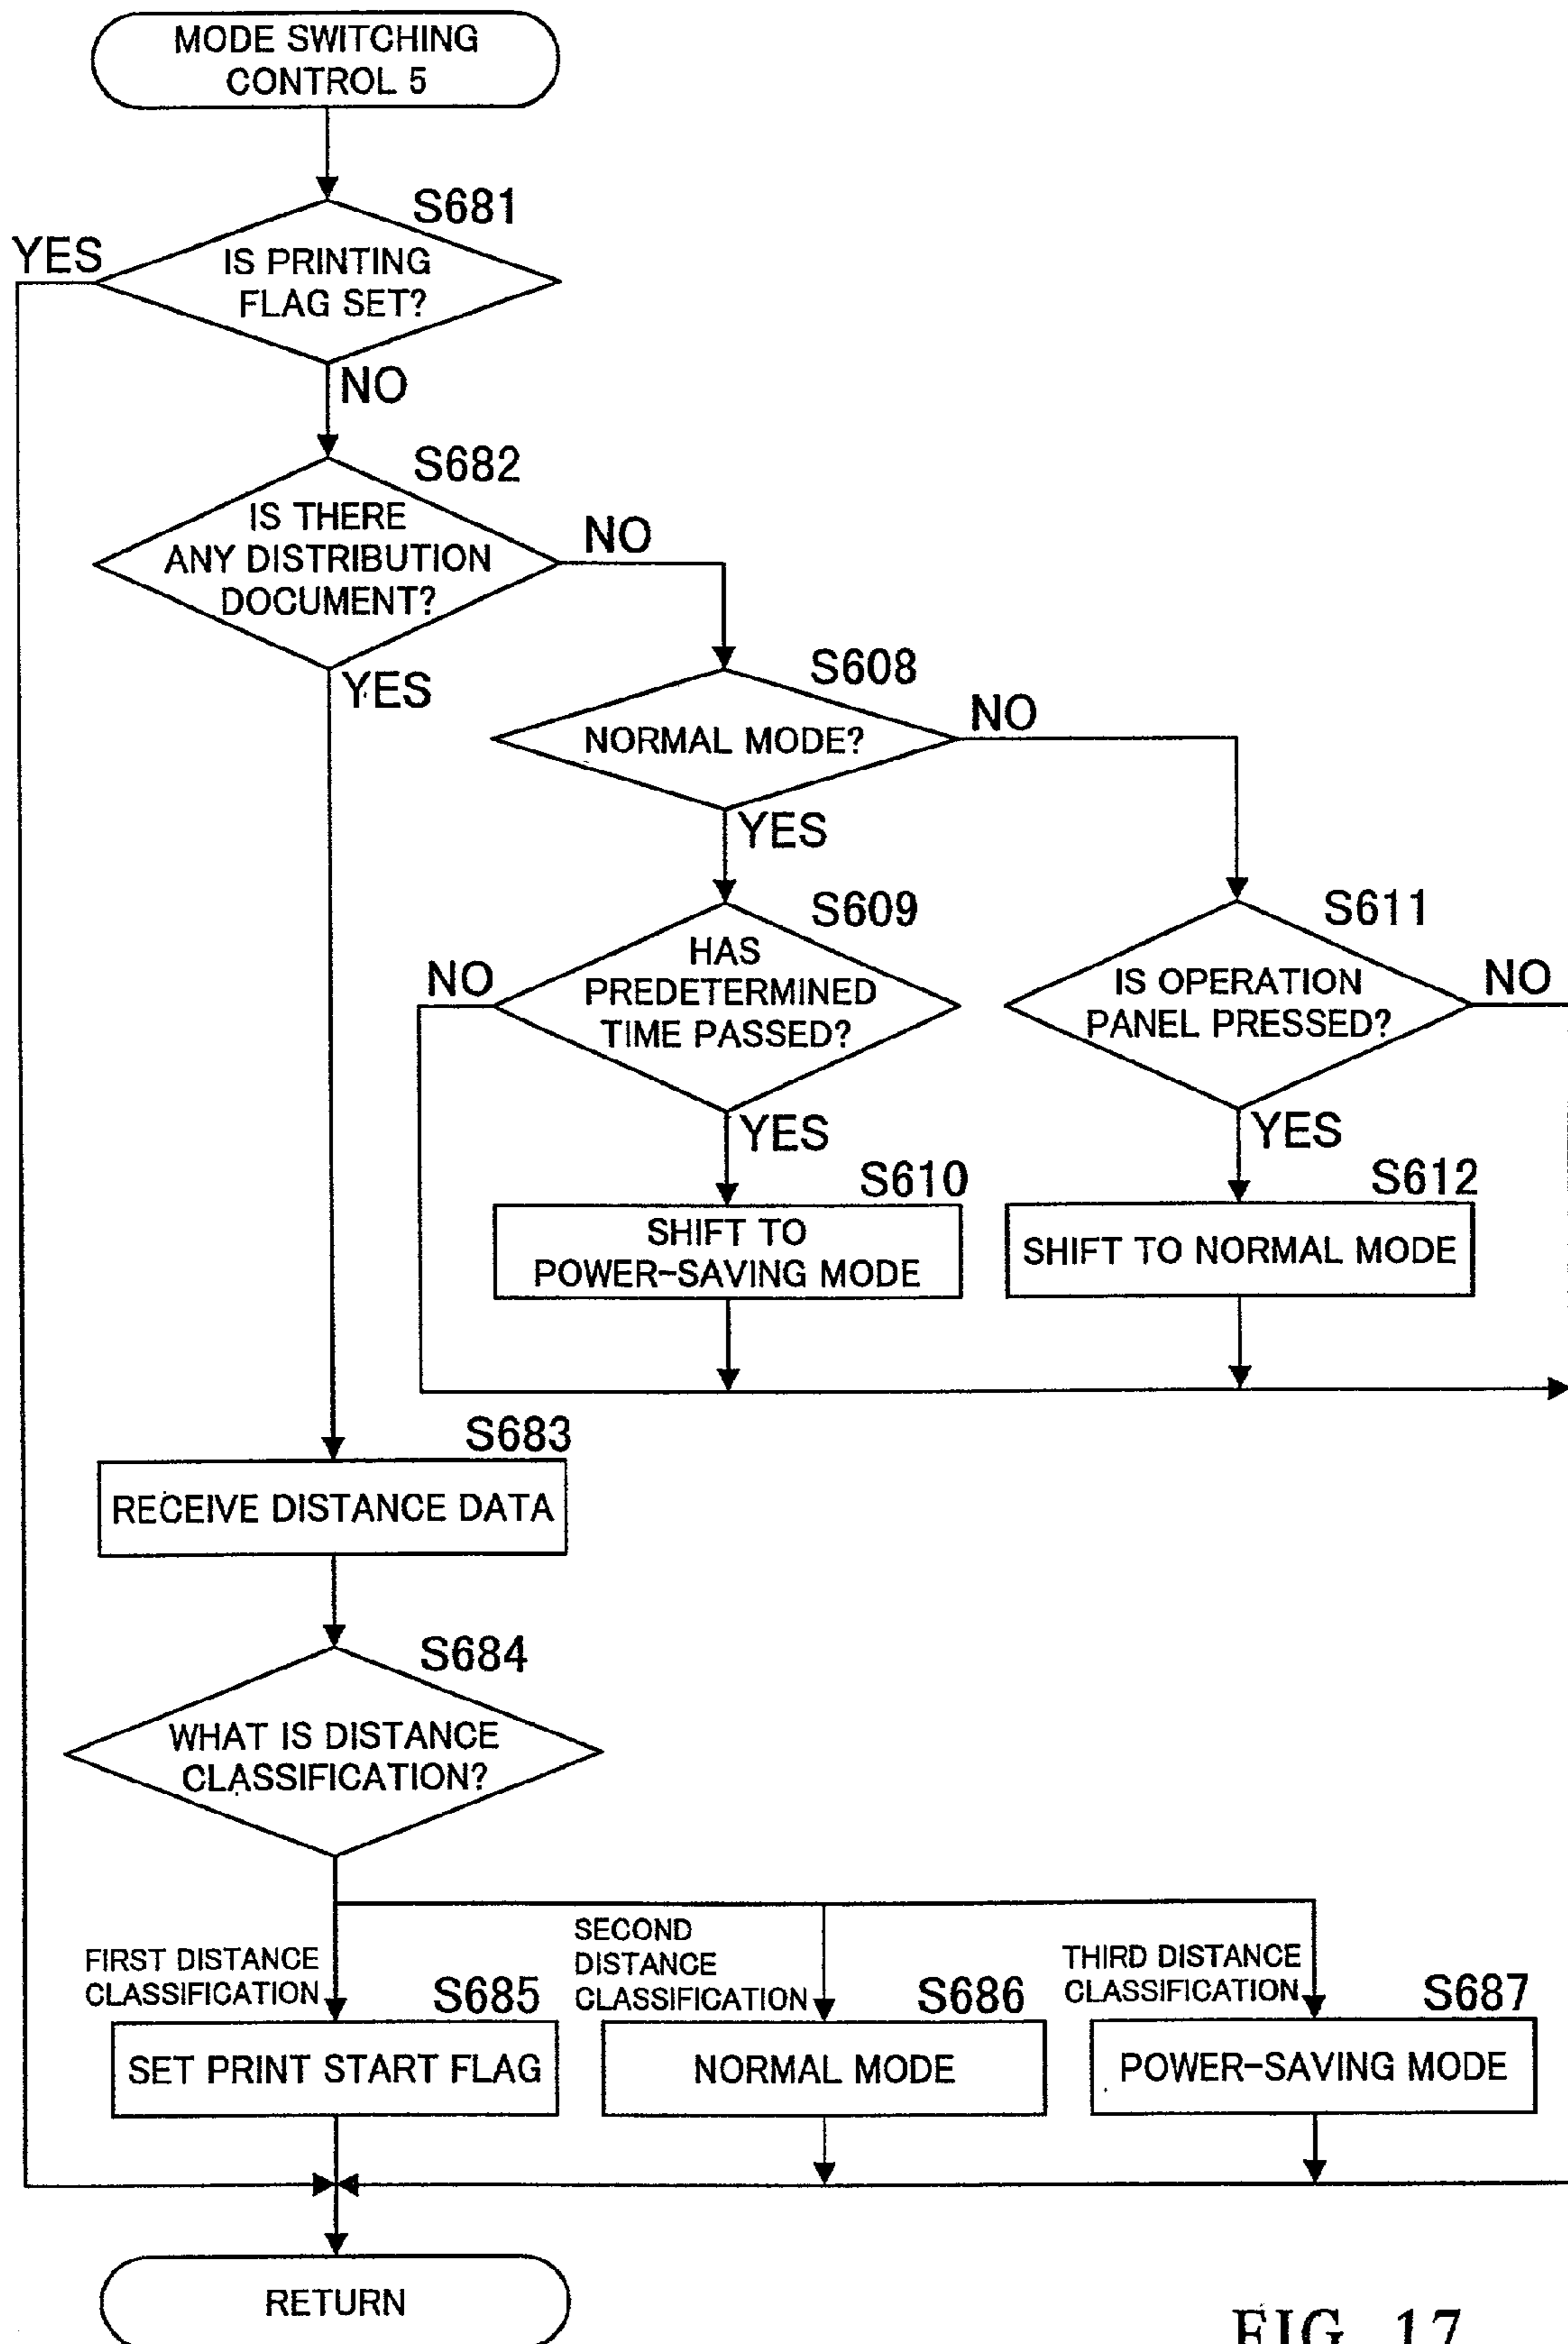 MODE SWITCHING
CONTROL 5
S681
YES
IS PRINTING
FLAG SET?
NO
S682
IS THERE
ANY DISTRIBUTION
DOCUMENT?
NO
YES
S608
NORMAL MODE?
NO
YES
S609
HAS
PREDETERMINED
TIME PASSED?
NO
YES
S611
IS OPERATION
PANEL PRESSED?
NO
YES
S610
SHIFT TO
POWER-SAVING MODE
S612
SHIFT TO NORMAL MODE
S683
RECEIVE DISTANCE DATA
S684
WHAT IS DISTANCE
CLASSIFICATION?
FIRST DISTANCE
CLASSIFICATION
S685
SET PRINT START FLAG
SECOND
DISTANCE
CLASSIFICATION
S686
NORMAL MODE
THIRD DISTANCE
CLASSIFICATION
S687
POWER-SAVING MODE
RETURN
FIG. 17